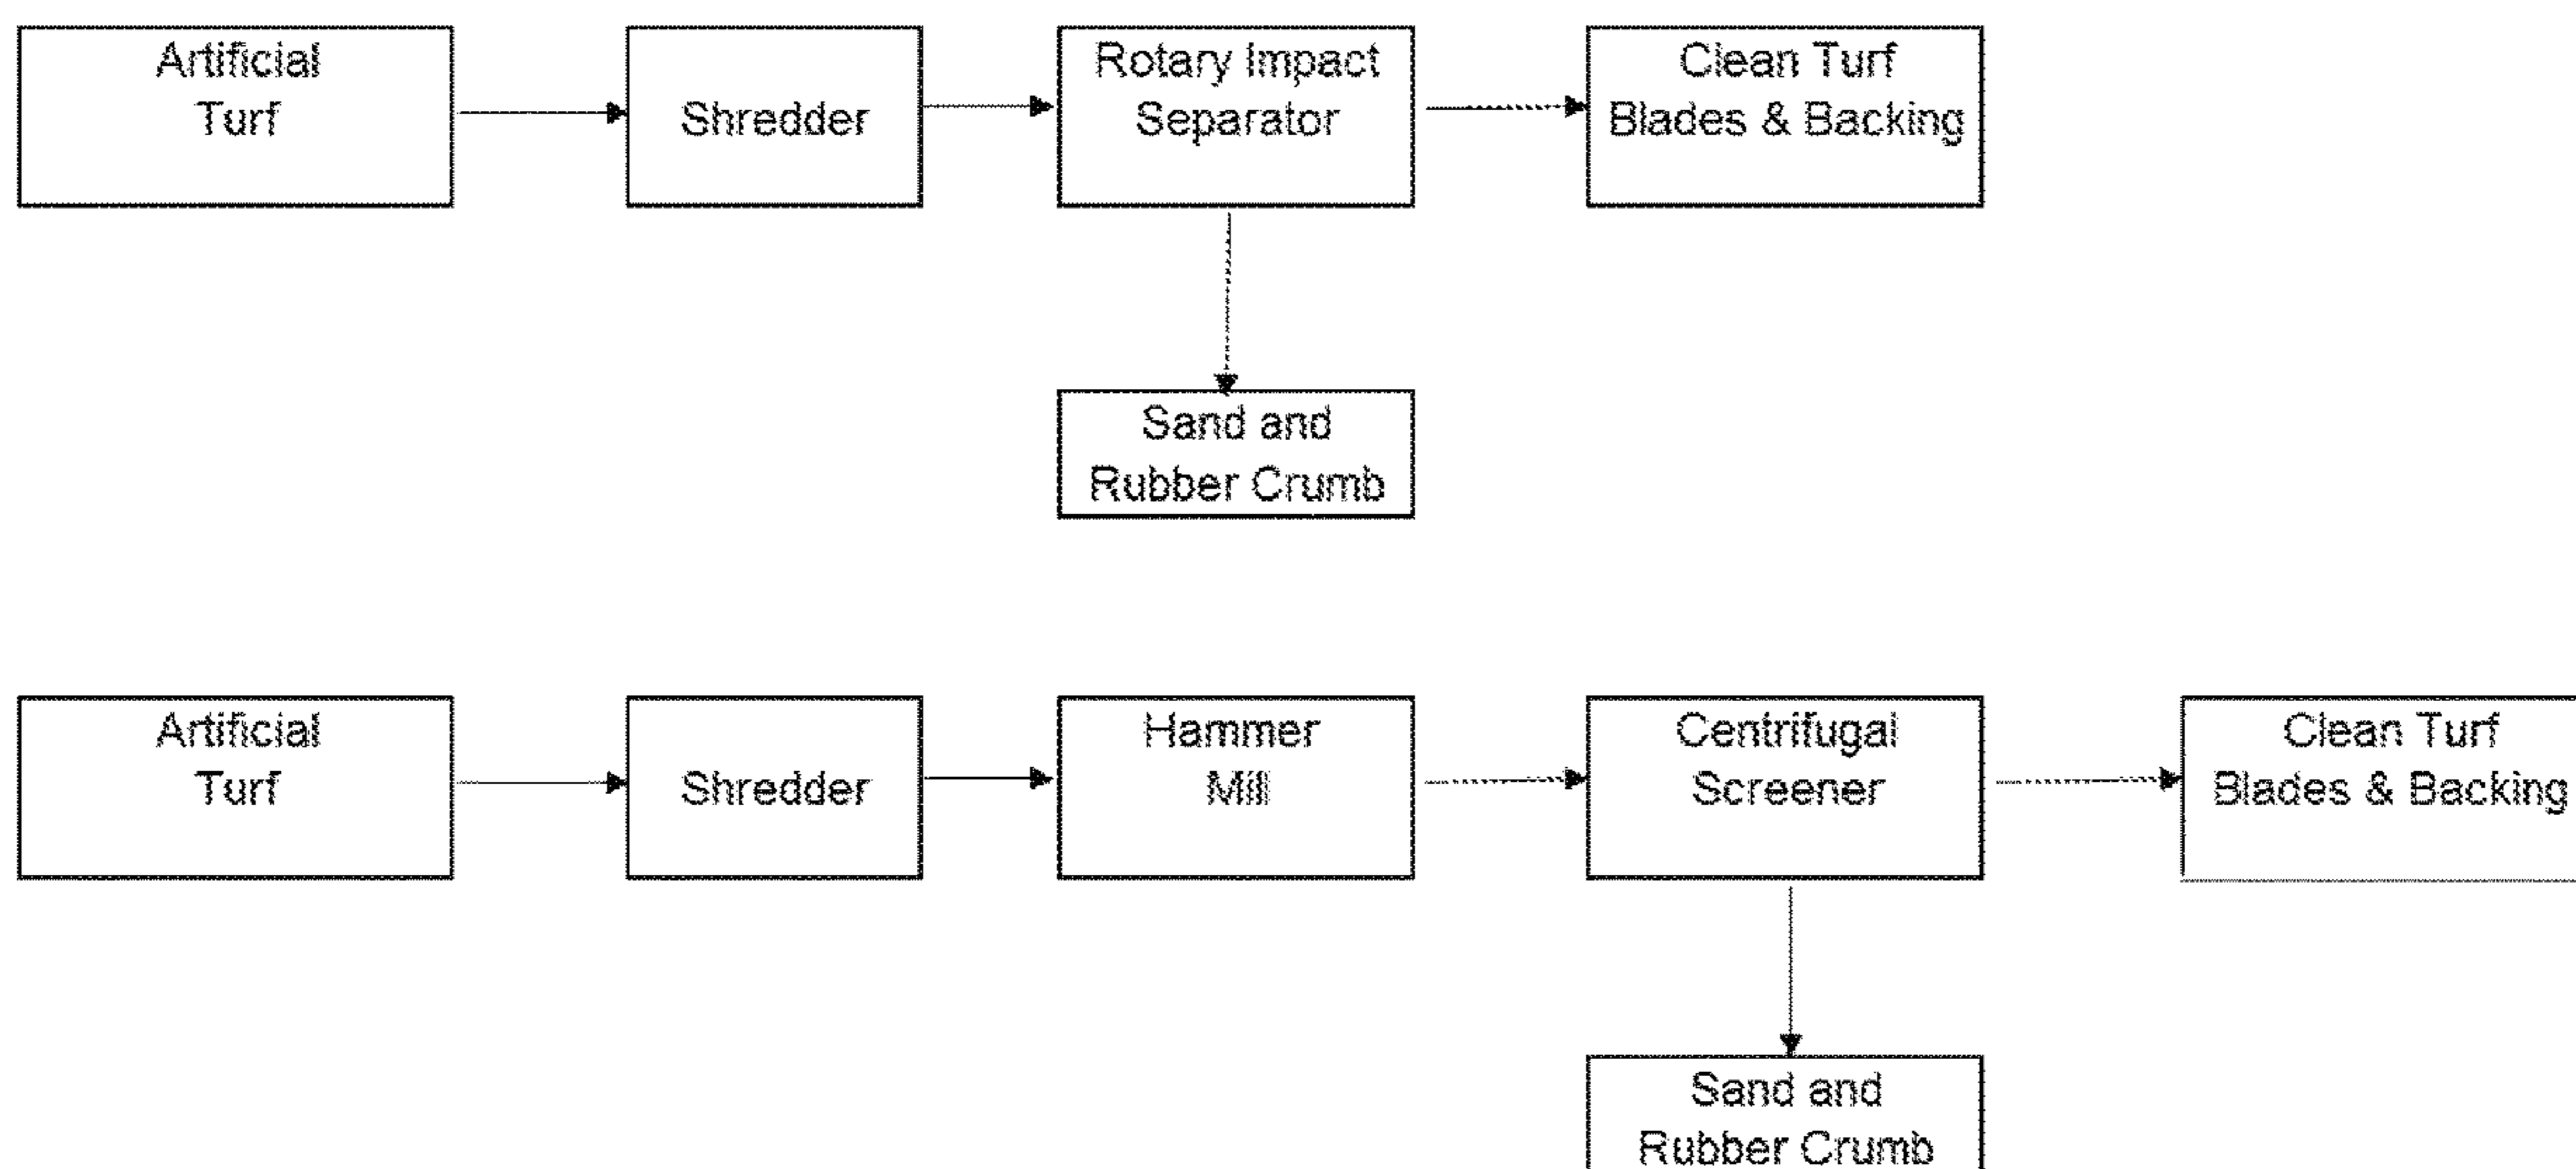 Artificial
Turf
Shredder
Rotary Impact
Separator
Clean Turf
Blades & Backing
Sand and
Rubber Crumb
Artificial
Turf
Shredder
Hammer
Mill
Centrifugal
Screener
Clean Turf
Blades & Backing
Sand and
Rubber Crumb